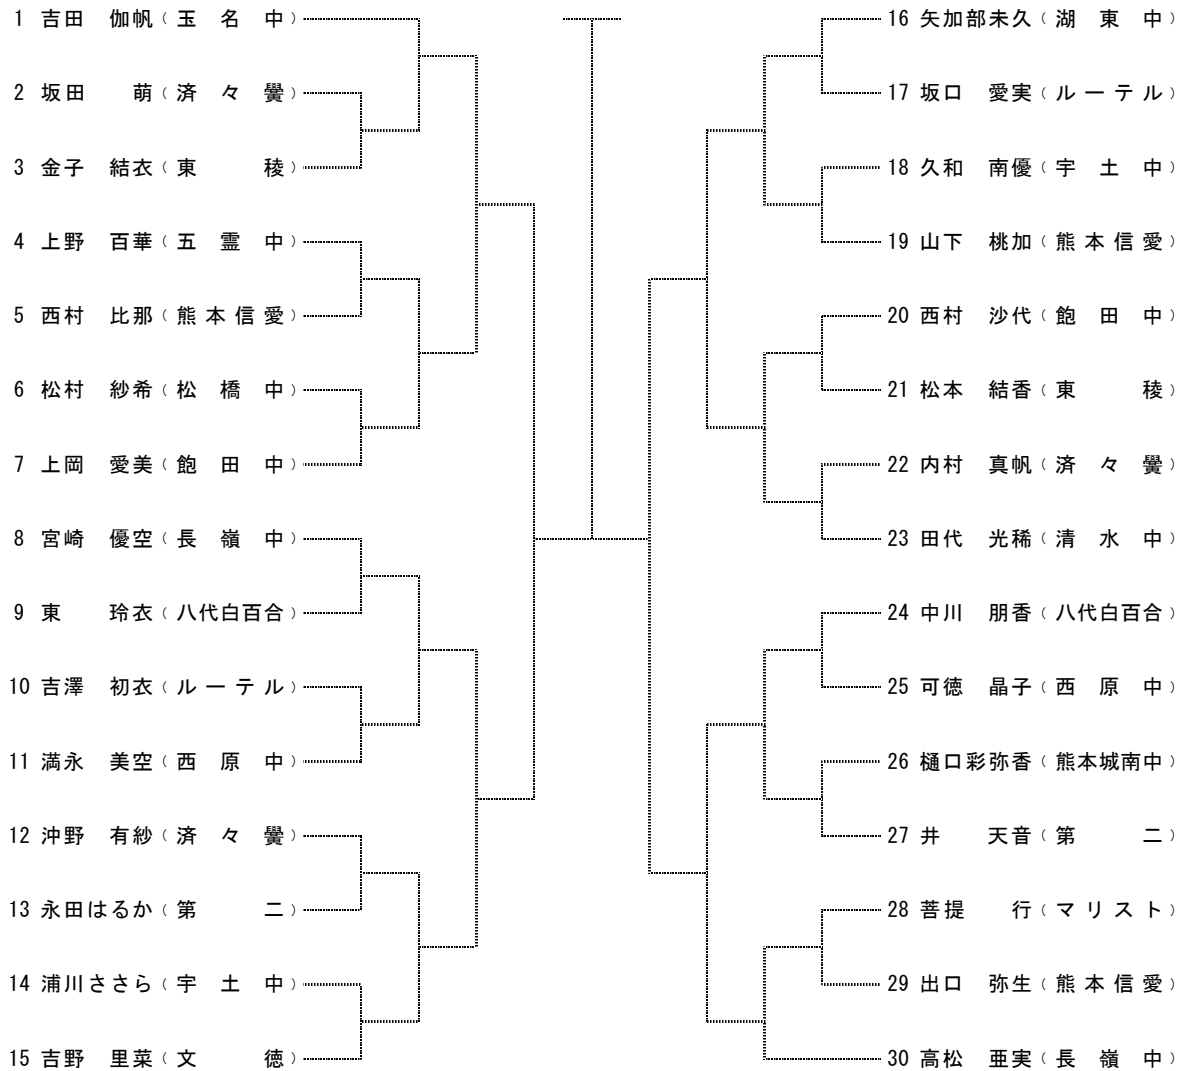 1 吉田 伽帆（玉名中）
2 坂田 萌（済々黌）
3 金子 結衣（東 稜）
4 上野 百華（五霊中）
5 西村 比那（熊本信愛）
6 松村 紗希（松橋中）
7 上岡 愛美（飽田中）
8 宮崎 優空（長嶺中）
9 東 玲衣（八代白百合）
10 吉澤 初衣（ルーテル）
11 満永 美空（西原中）
12 沖野 有紗（済々黌）
13 永田はるか（第 二）
14 浦川ささら（宇土中）
15 吉野 里菜（文 徳）
16 矢加部未久（湖東中）
17 坂口 愛実（ルーテル）
18 久和 南優（宇土中）
19 山下 桃加（熊本信愛）
20 西村 沙代（飽田中）
21 松本 結香（東 稜）
22 内村 真帆（済々黌）
23 田代 光稀（清水中）
24 中川 朋香（八代白百合）
25 可徳 晶子（西原中）
26 樋口彩弥香（熊本城南中）
27 井 天音（第 二）
28 菩提 行（マリスト）
29 出口 弥生（熊本信愛）
30 高松 亜実（長嶺中）